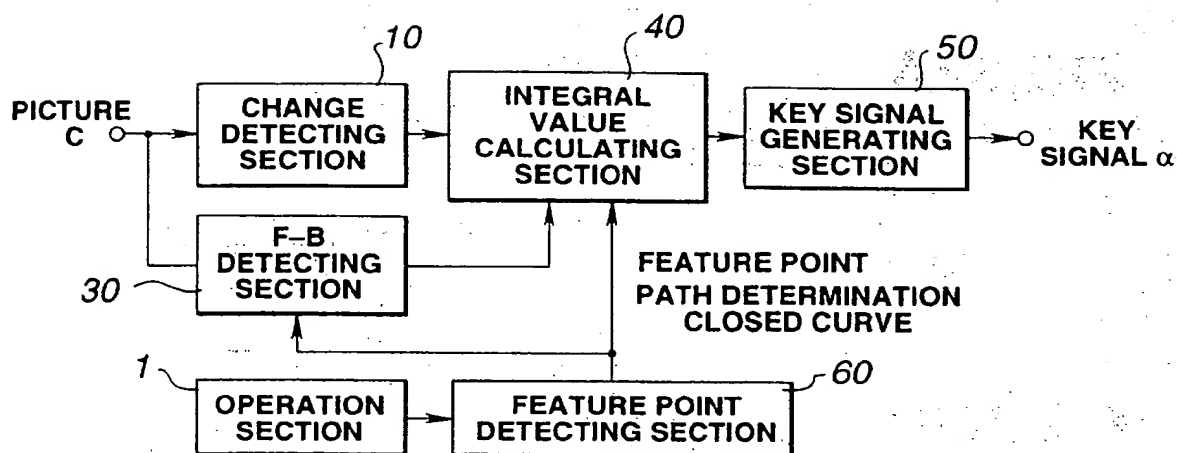 10
40
50
PICTURE
C
CHANGE
DETECTING
SECTION
INTEGRAL
VALUE
CALCULATING
SECTION
KEY SIGNAL
GENERATING
SECTION
KEY
SIGNAL α
F–B
DETECTING
SECTION
30
FEATURE POINT
PATH DETERMINATION
CLOSED CURVE
1
60
OPERATION
SECTION
FEATURE POINT
DETECTING SECTION